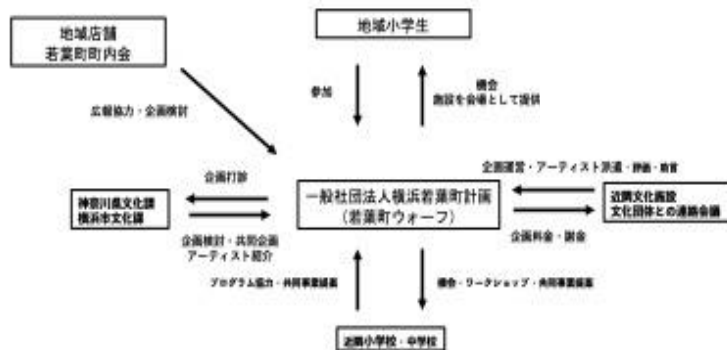 地域店舗
若葉町町内会
地域小学生
参加
機会
施設を会場として提供
広報協力・企画検討
企画打診
企画運営・アーティスト派遣・評価・助言
神奈川県文化課
横浜市文化課
一般社団法人横浜若葉町計画
(若葉町ウォーフ)
近隣文化施設
文化団体との連絡会議
企画検討・共同企画
アーティスト紹介
企画料金・謝金
プログラム協力・共同事業提案
機会・ワークショップ・共同事業提案
近隣小学校・中学校